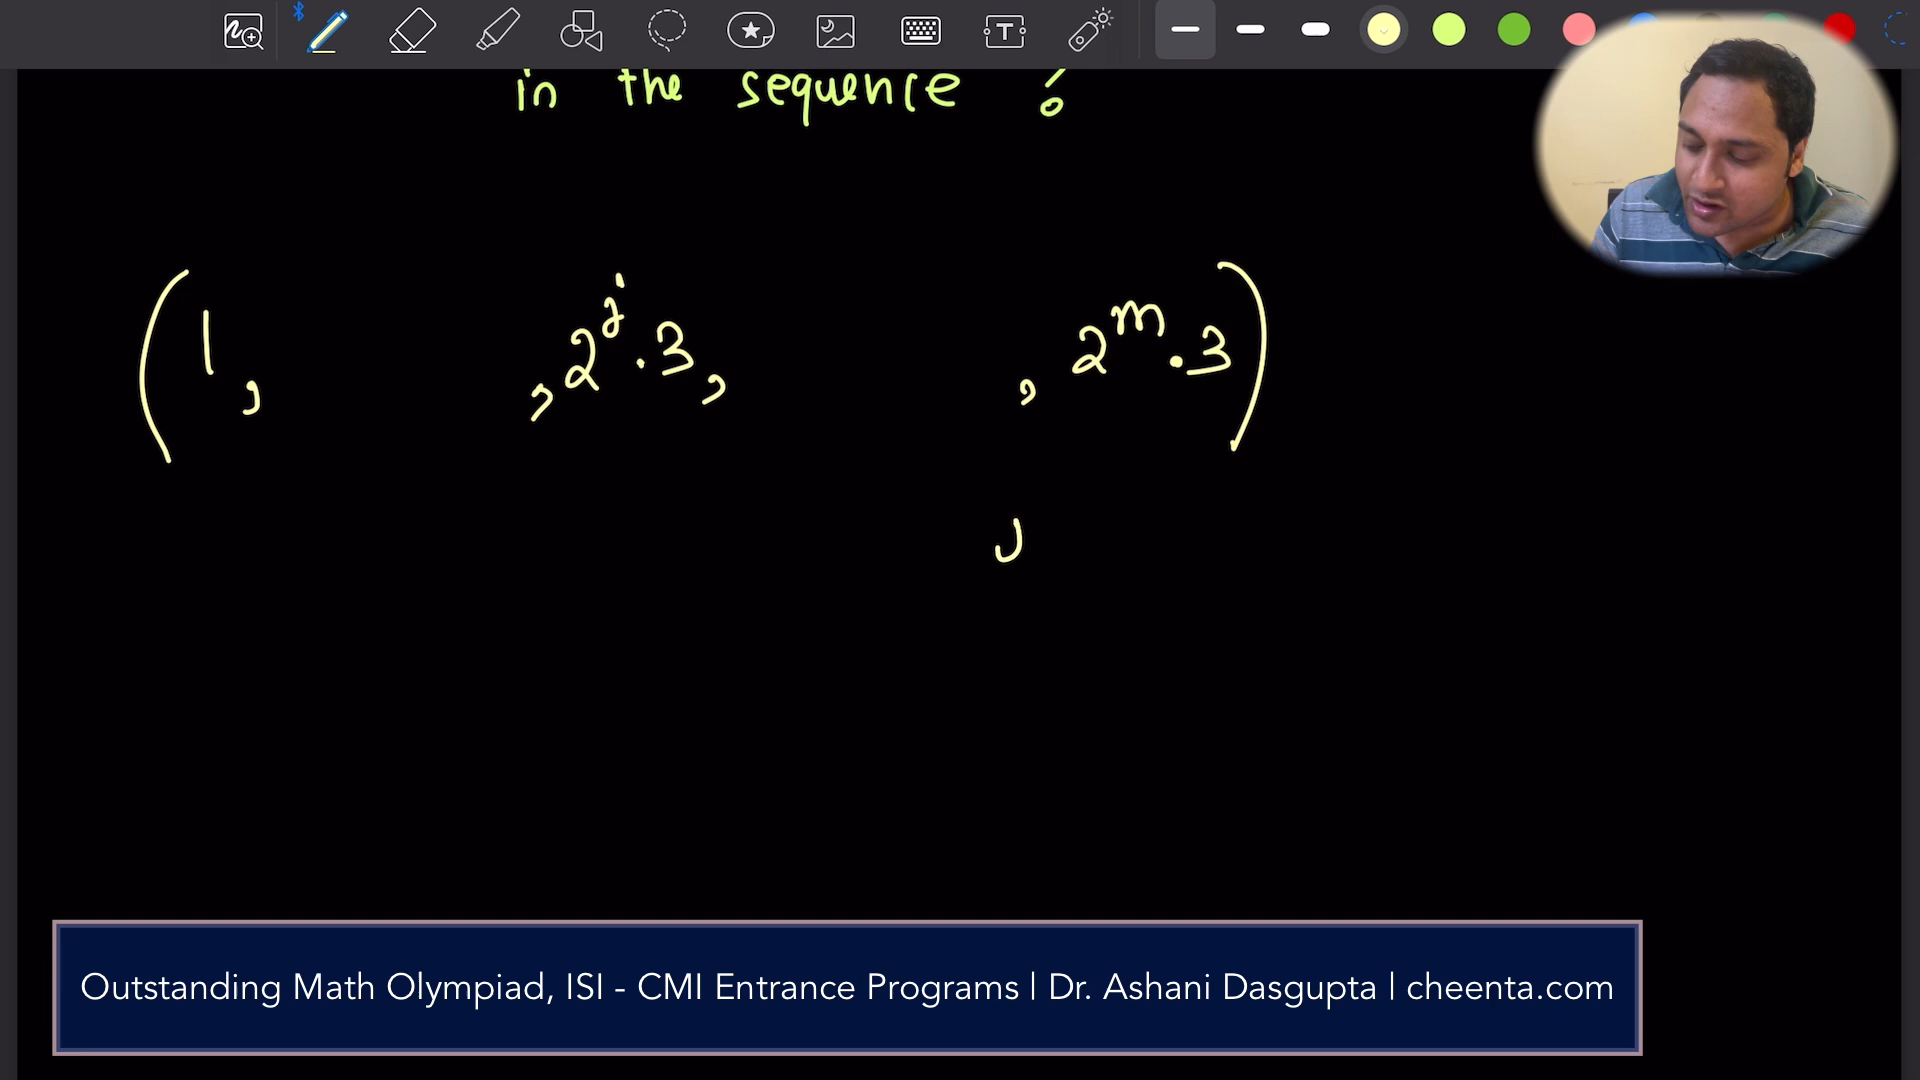 in the sequence ?
(1, , 2^j · 3, , 2^m · 3)
J
Outstanding Math Olympiad, ISI - CMI Entrance Programs | Dr. Ashani Dasgupta | cheenta.com